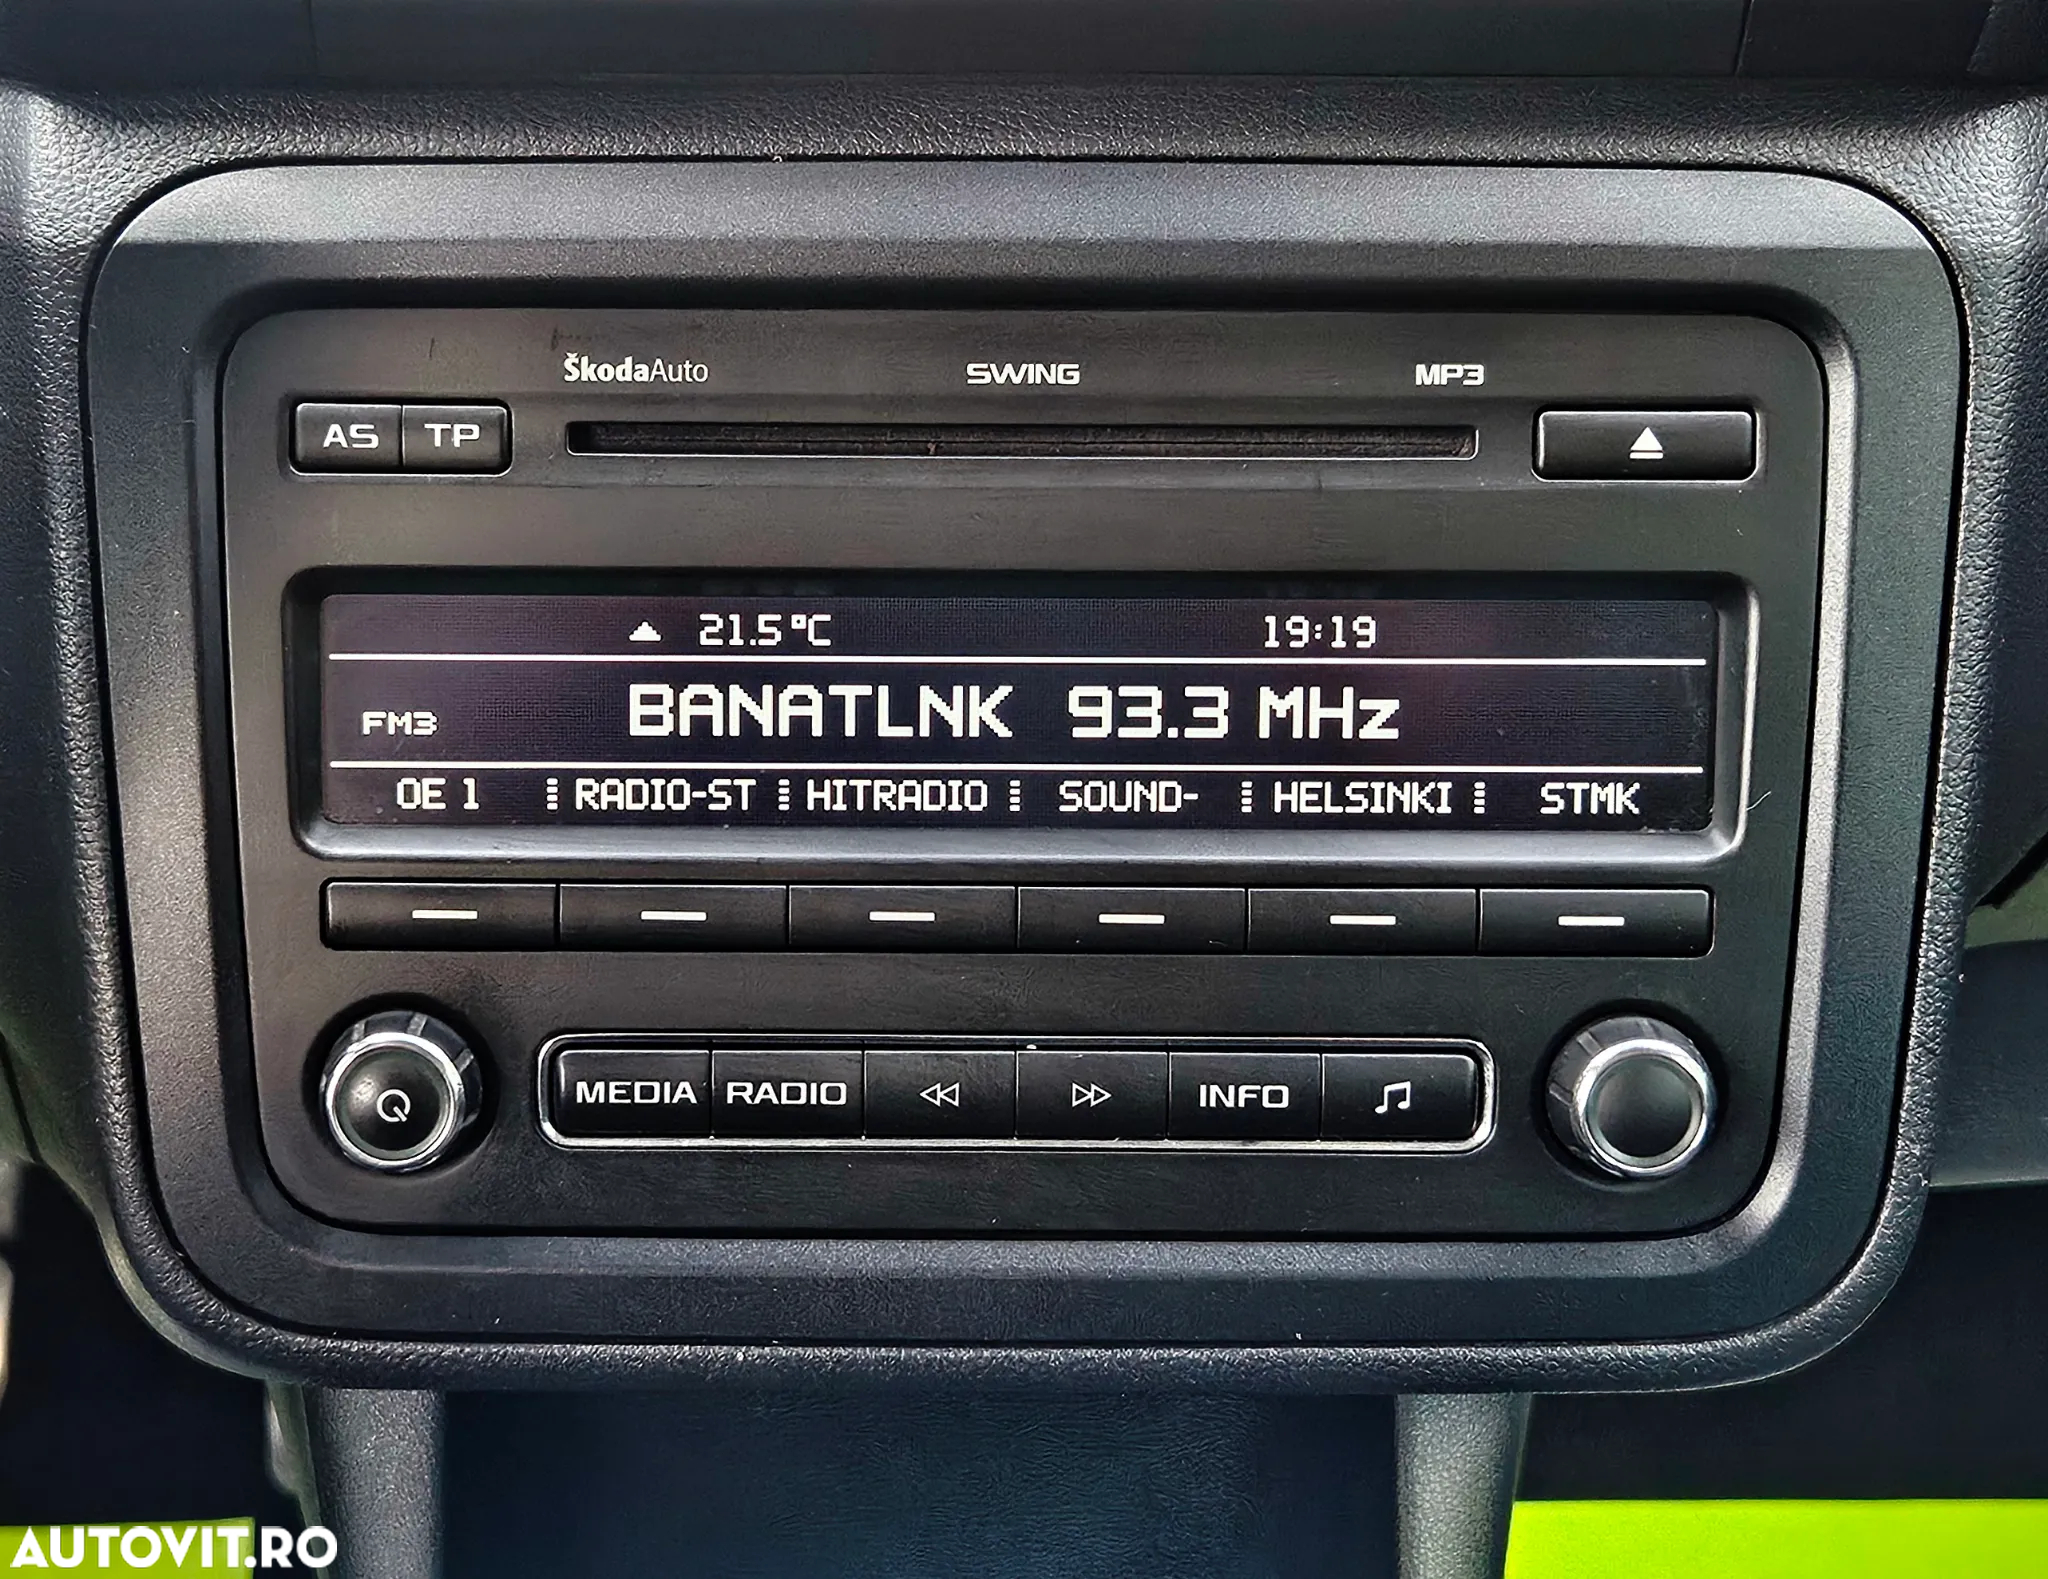 ŠkodaAuto SWING MP3
AS TP
21.5°C 19:19
FM3 BANATLNK 93.3 MHz
OE 1 RADIO-ST HITRADIO SOUND- HELSINKI STMK
MEDIA RADIO INFO
AUTOVIT.RO